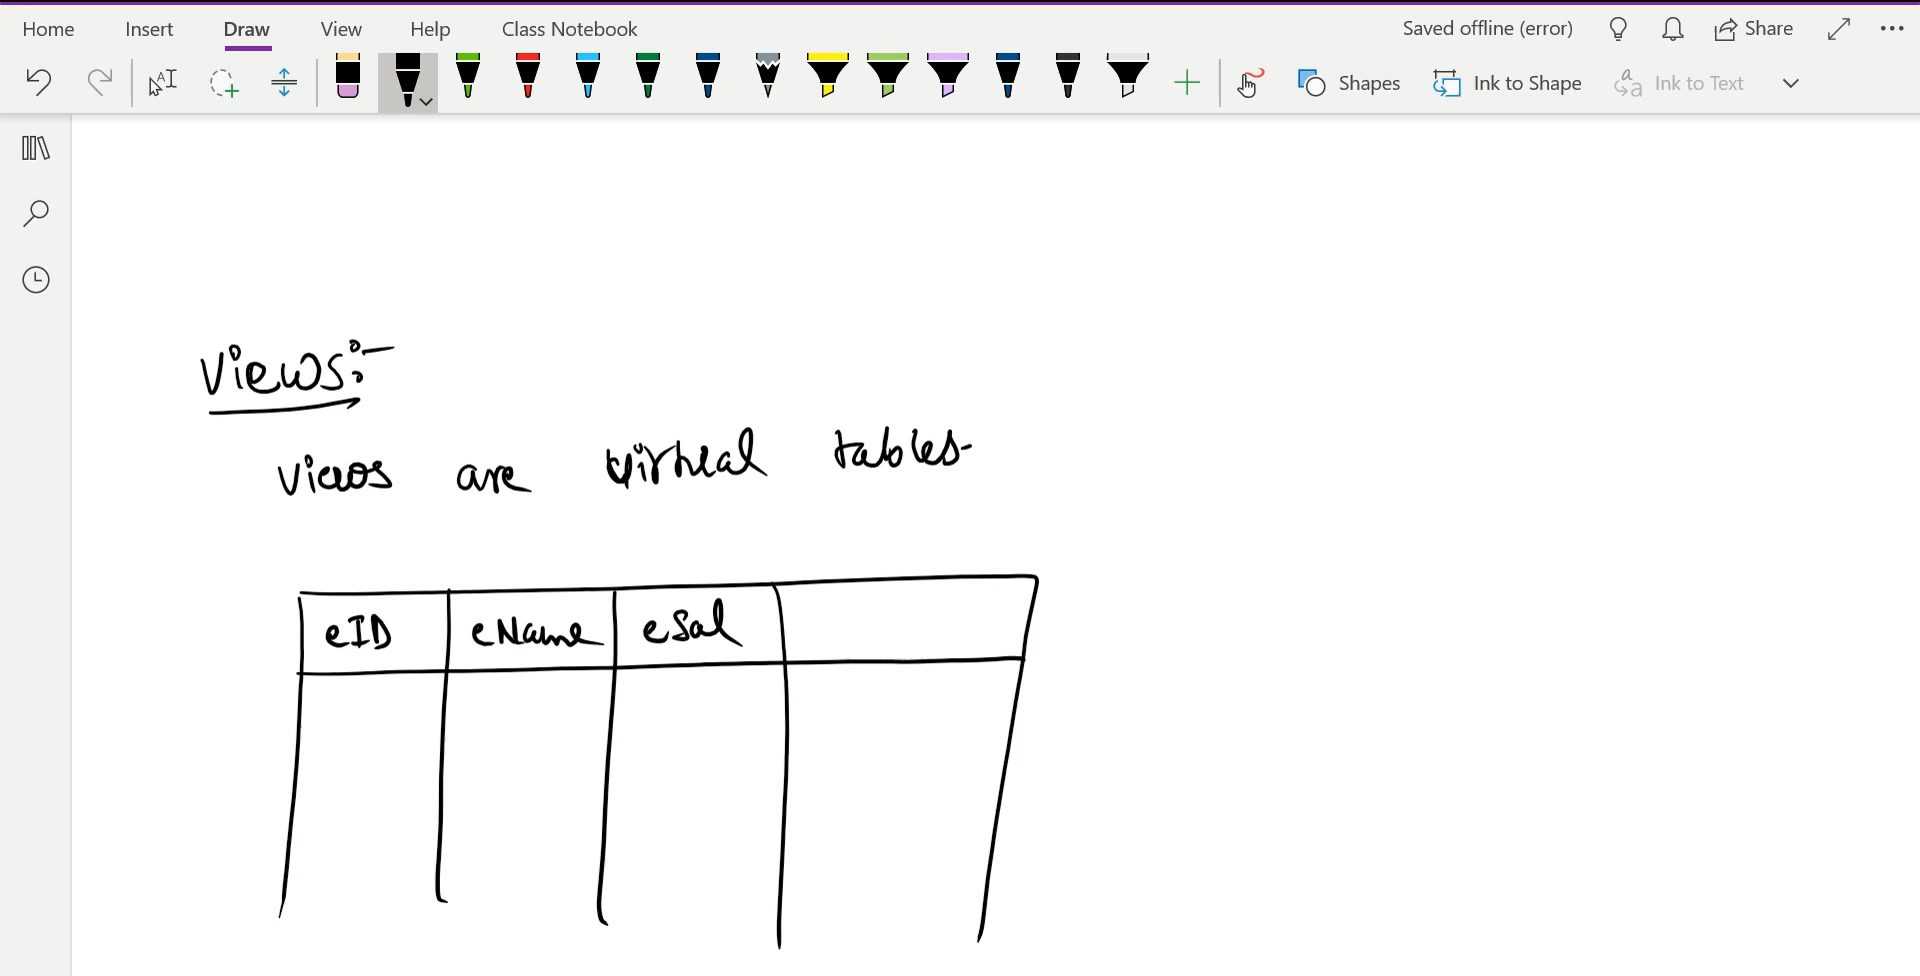 Home Insert Draw View Help Class Notebook Saved offline (error) Share
Shapes Ink to Shape Ink to Text
Views:-
Views are virtual tables.
eID eName eSal